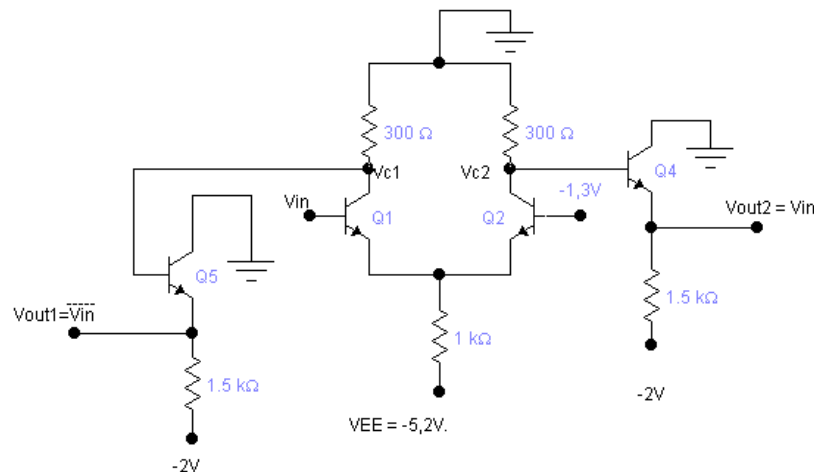 300 Ω
300 Ω
Vc1
Vc2
Q4
Vin
Q1
Q2
-1,3V
Vout2 = Vin
Q5
Vout1=V̅i̅n̅
1 kΩ
1.5 kΩ
1.5 kΩ
-2V
VEE = -5,2V.
-2V